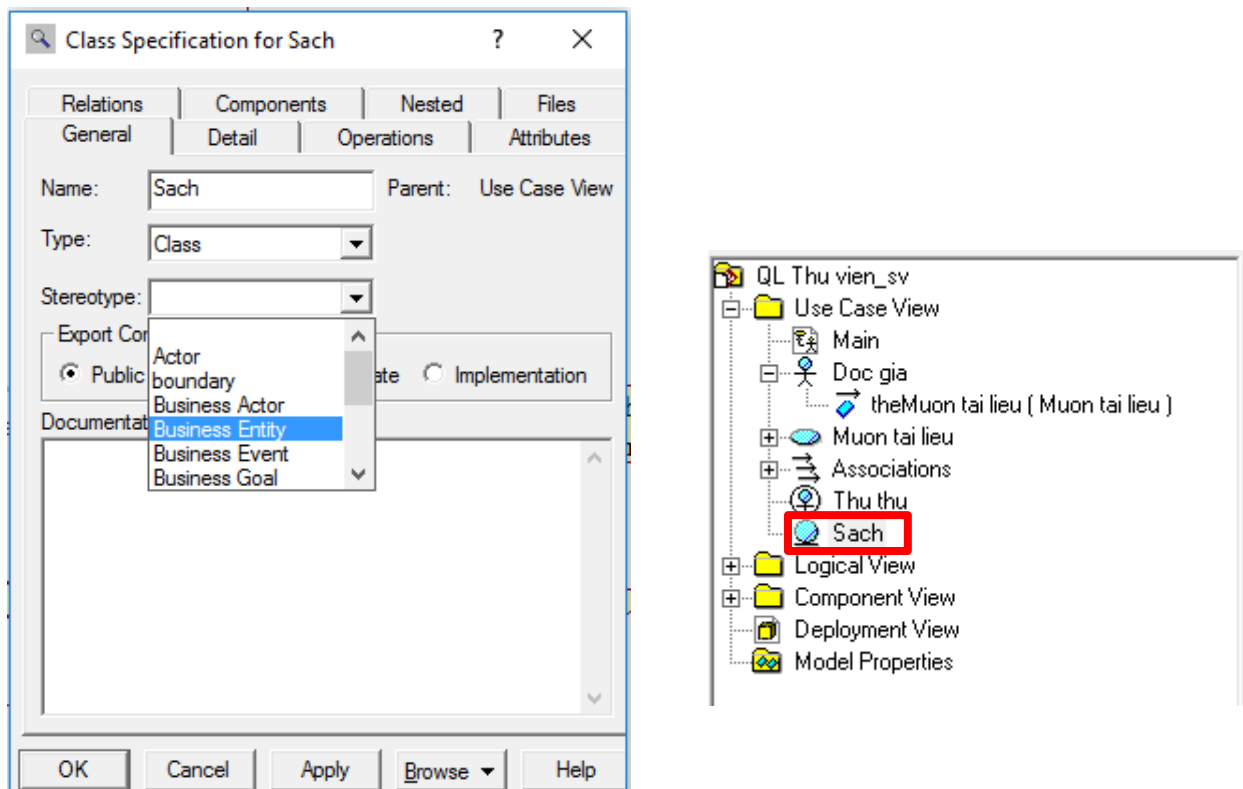 Class Specification for Sach ? ×
Relations Components Nested Files
General Detail Operations Attributes
Name: Sach Parent: Use Case View
Type: Class
Stereotype:
Export Cor
Public ate Implementation
Actor
boundary
Business Actor
Business Entity
Business Event
Business Goal
Documentat
OK Cancel Apply Browse Help
QL Thu vien_sv
Use Case View
Main
Doc gia
theMuon tai lieu ( Muon tai lieu )
Muon tai lieu
Associations
Thu thu
Sach
Logical View
Component View
Deployment View
Model Properties